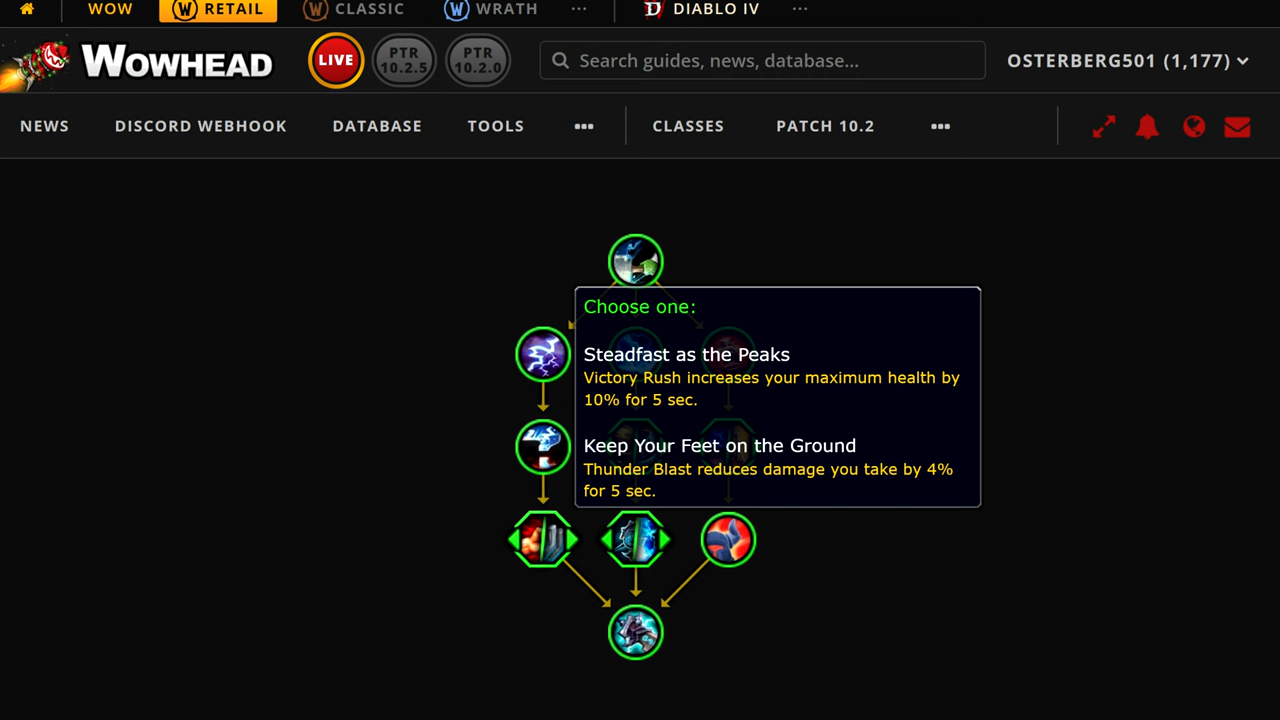 WOW RETAIL CLASSIC WRATH ... DIABLO IV ...
WOWHEAD LIVE PTR 10.2.5 PTR 10.2.0 Search guides, news, database... OSTERBERG501 (1,177)
NEWS DISCORD WEBHOOK DATABASE TOOLS ... CLASSES PATCH 10.2 ...
Choose one:
Steadfast as the Peaks
Victory Rush increases your maximum health by
10% for 5 sec.
Keep Your Feet on the Ground
Thunder Blast reduces damage you take by 4%
for 5 sec.